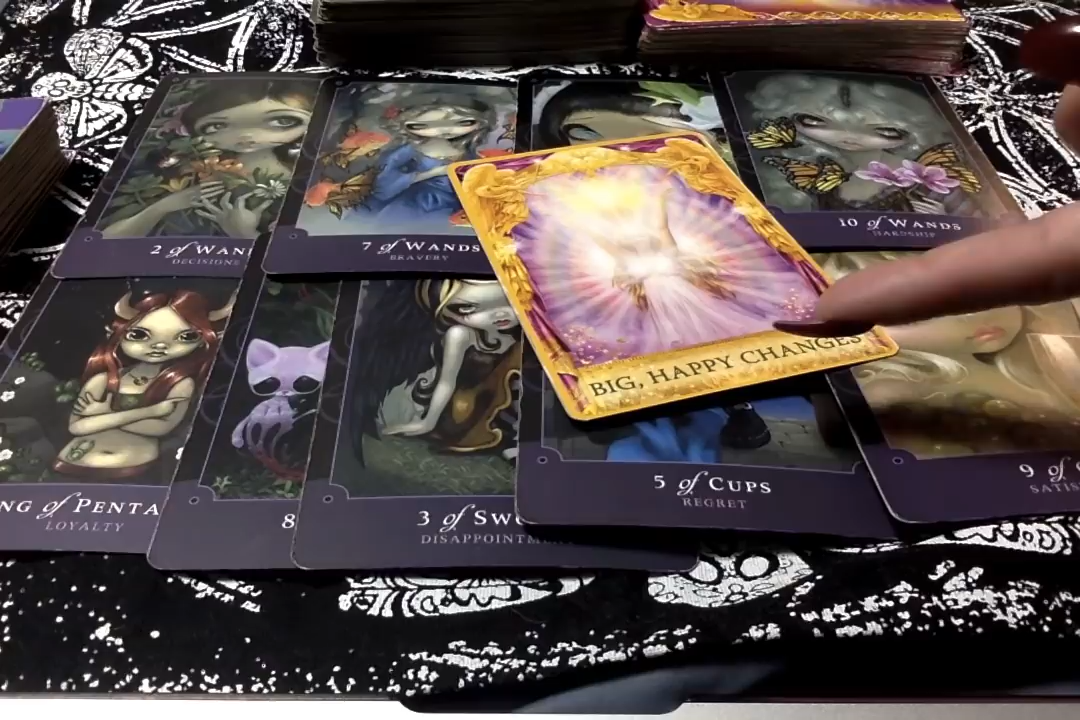 2 of WAN
DECISIONS
7 of WANDS
BRAVERY
10 of WANDS
HARDSHIP
BIG, HAPPY CHANGES
NG of PENTA
LOYALTY
8
3 of SWO
DISAPPOINTM
5 of CUPS
REGRET
9 of
SATIS